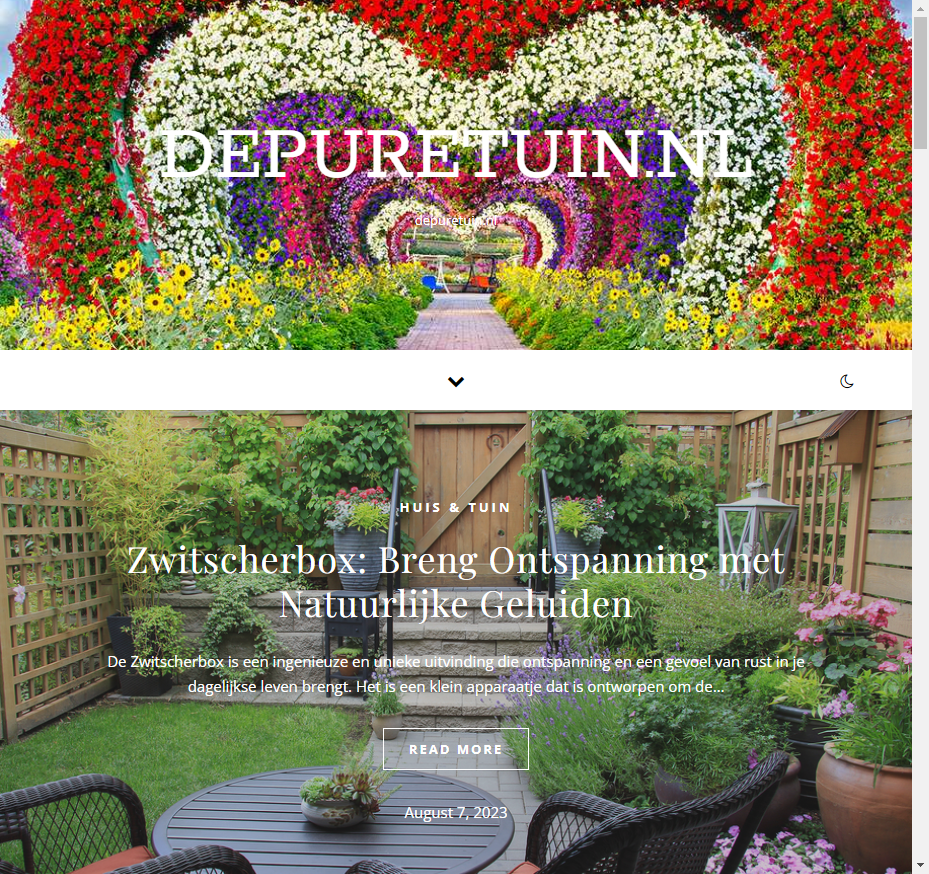 DEPURETUIN.NL
depuretuin.nl
HUIS & TUIN
Zwitscherbox: Breng Ontspanning met
Natuurlijke Geluiden
De Zwitscherbox is een ingenieuze en unieke uitvinding die ontspanning en een gevoel van rust in je
dagelijkse leven brengt. Het is een klein apparaatje dat is ontworpen om de...
READ MORE
August 7, 2023